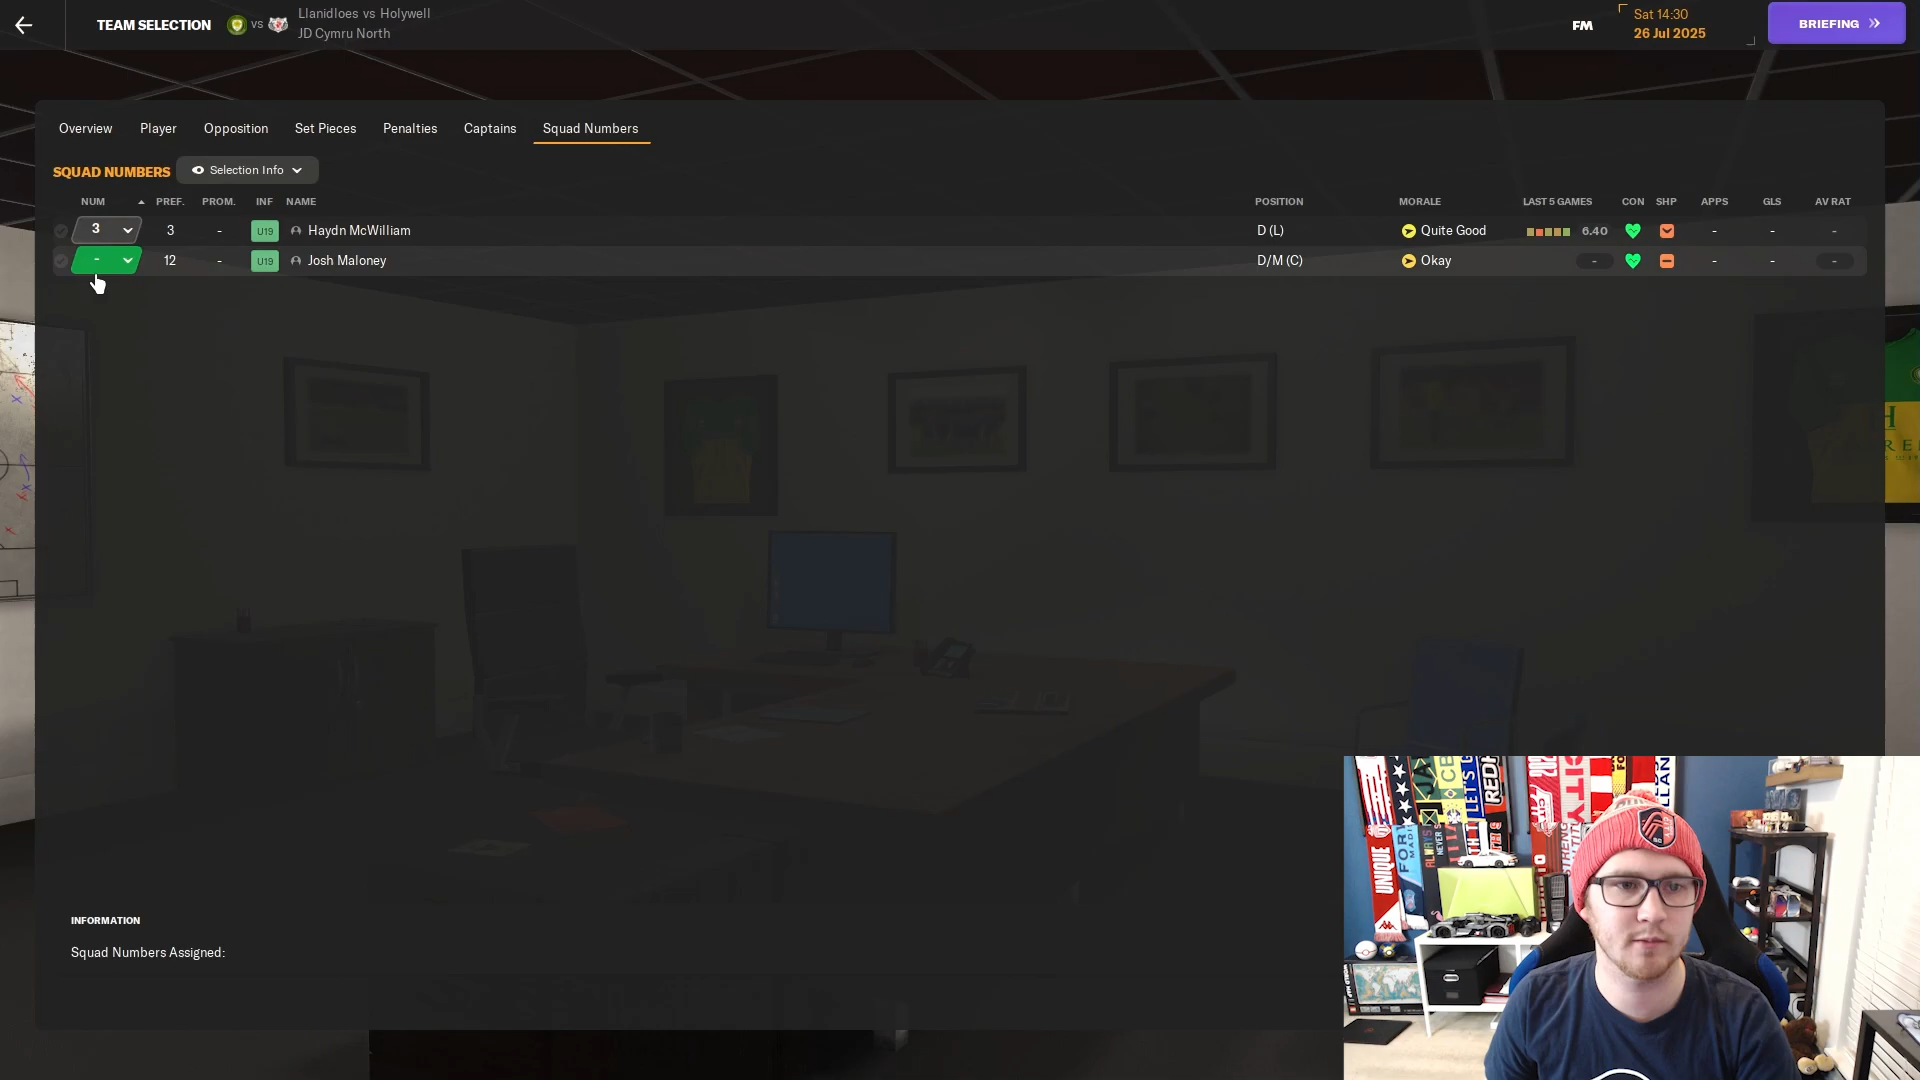 TEAM SELECTION
vs
Llanidloes vs Holywell
JD Cymru North
FM
Sat 14:30
26 Jul 2025
BRIEFING
Overview
Player
Opposition
Set Pieces
Penalties
Captains
Squad Numbers
SQUAD NUMBERS
Selection Info
NUM PREF. PROM. INF NAME POSITION MORALE LAST 5 GAMES CON SHP APPS GLS AV RAT
3 3 - U19 Haydn McWilliam D (L) Quite Good 6.40 - - -
- 12 - U19 Josh Maloney D/M (C) Okay - - - -
INFORMATION
Squad Numbers Assigned:
UNIQUE
CITY
LET'S G